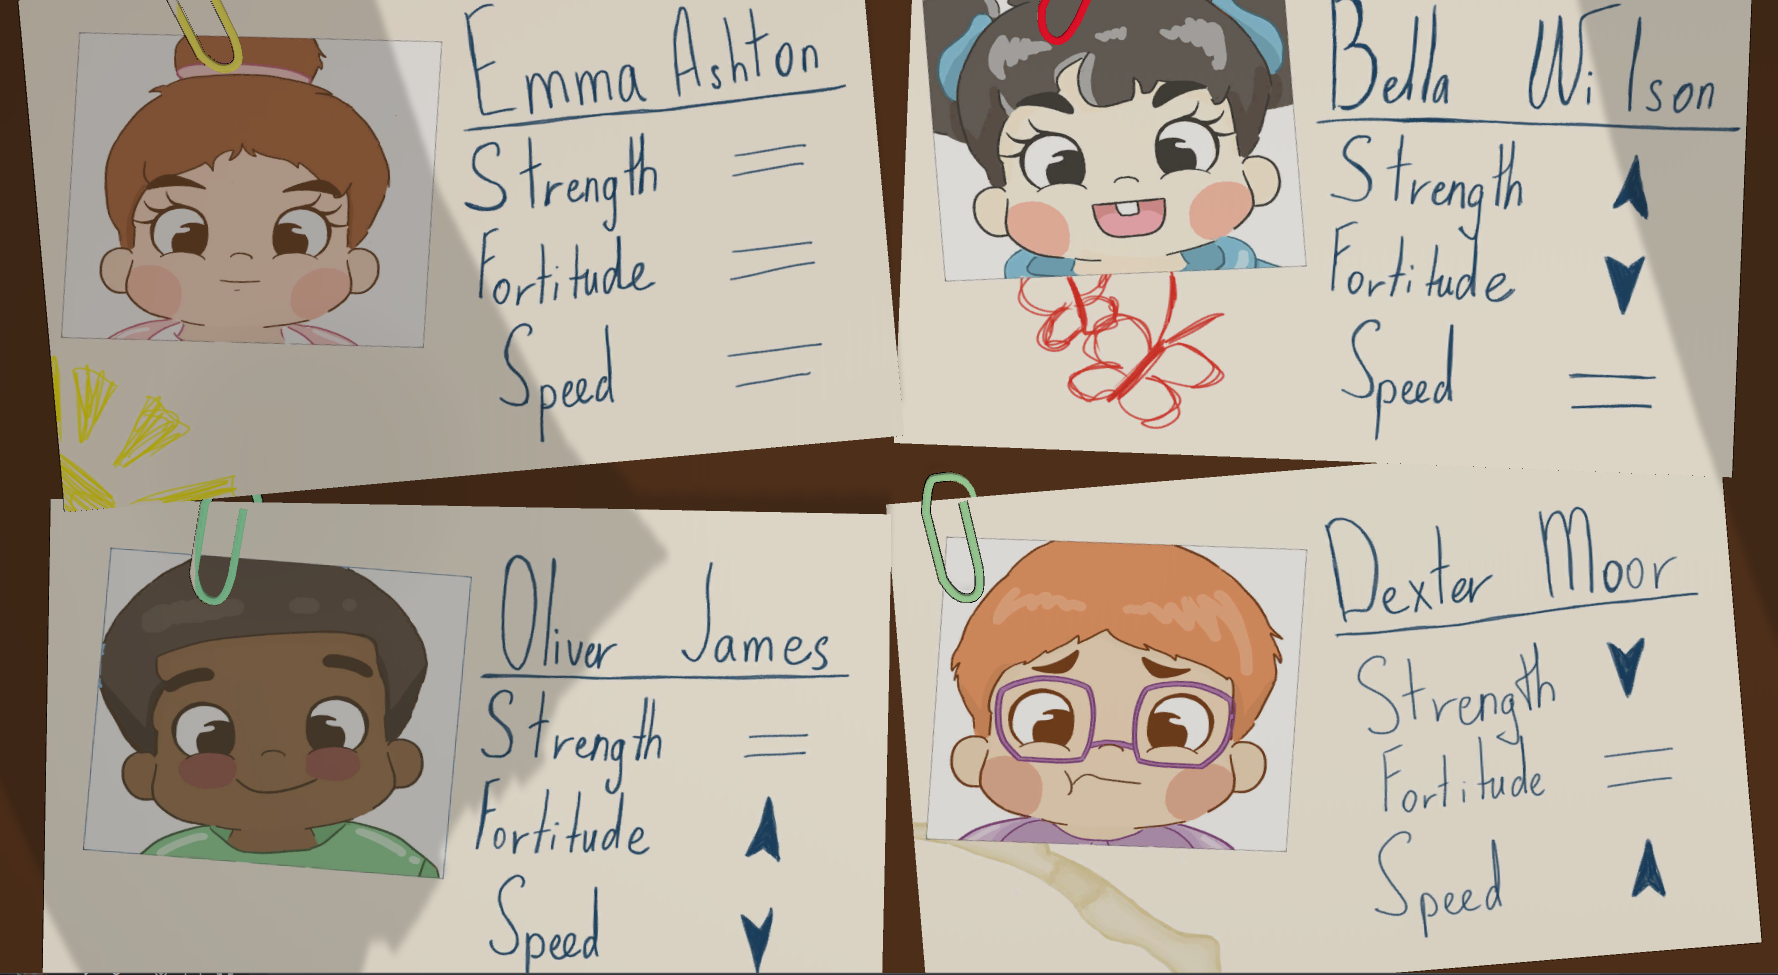 Emma Ashton
Strength =
Fortitude =
Speed =
Bella Wilson
Strength
Fortitude
Speed =
Oliver James
Strength =
Fortitude
Speed
Dexter Moor
Strength
Fortitude =
Speed